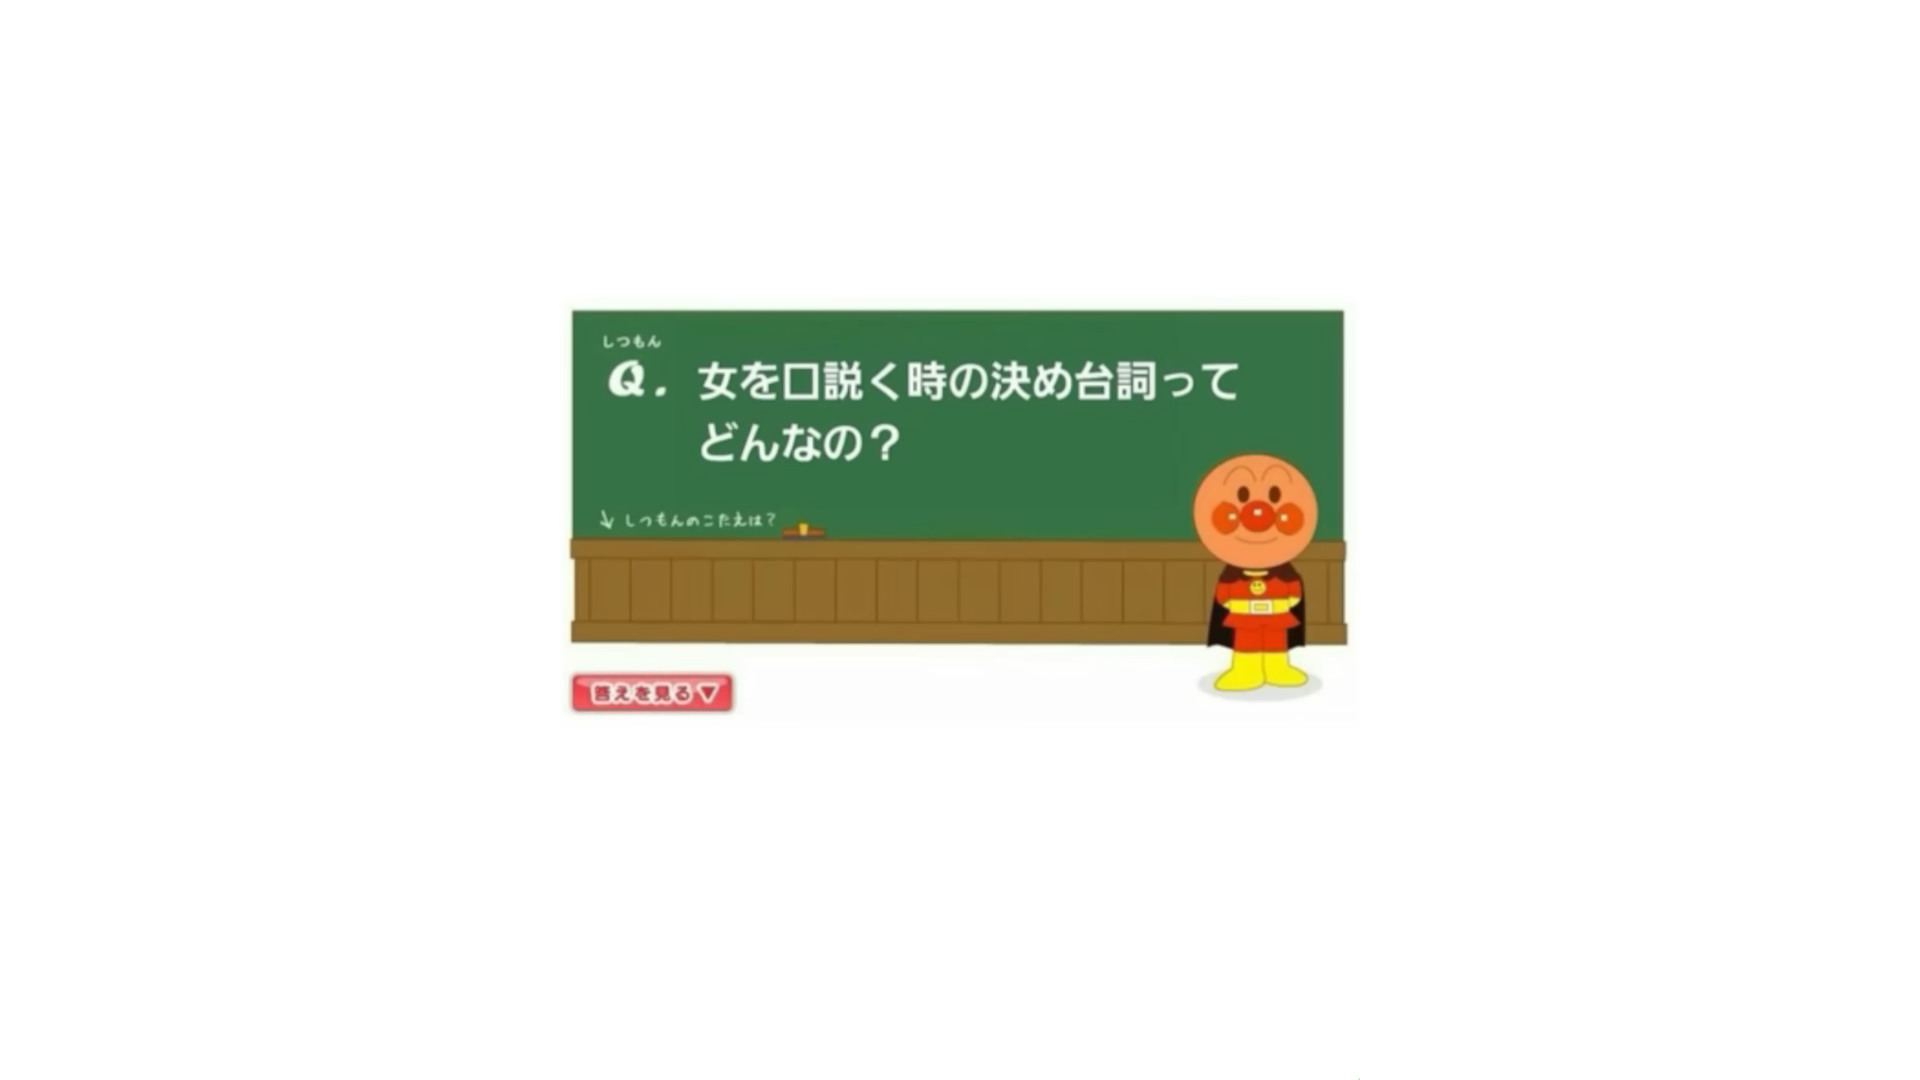 しつもん
Q. 女を口説く時の決め台詞って
どんなの？
↓ しつもんのこたえは？
答えを見る▼